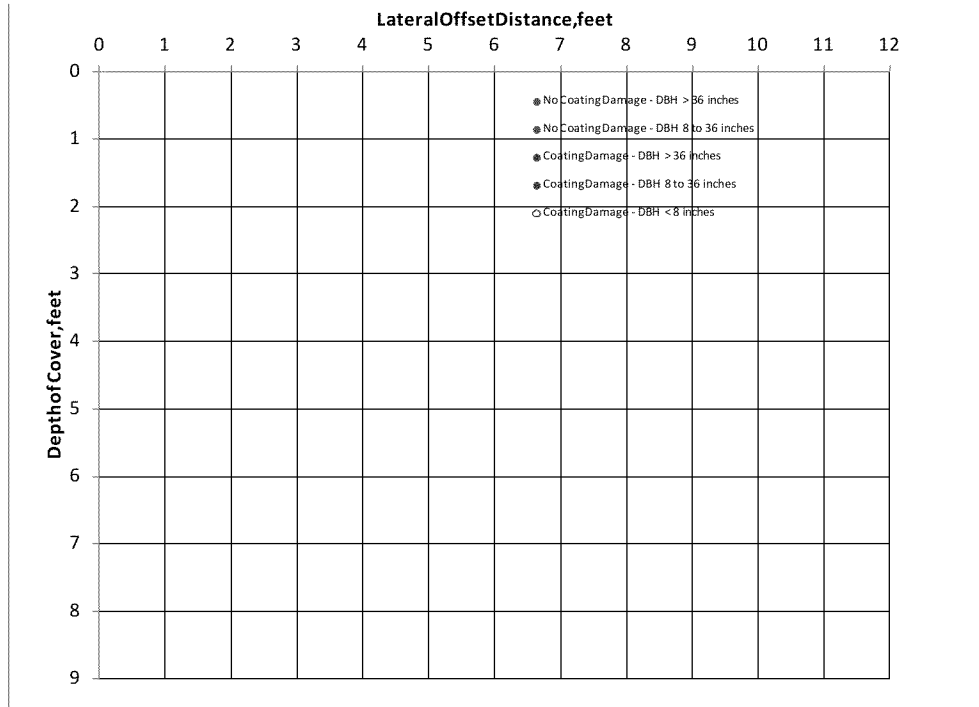 LateralOffsetDistance,feet
0 1 2 3 4 5 6 7 8 9 10 11 12
0
No CoatingDamage - DBH > 36 inches
No CoatingDamage - DBH 8 to 36 inches
1
CoatingDamage - DBH > 36 inches
CoatingDamage - DBH 8 to 36 inches
2
CoatingDamage - DBH < 8 inches
3
4
5
6
7
8
9
DepthofCover,feet